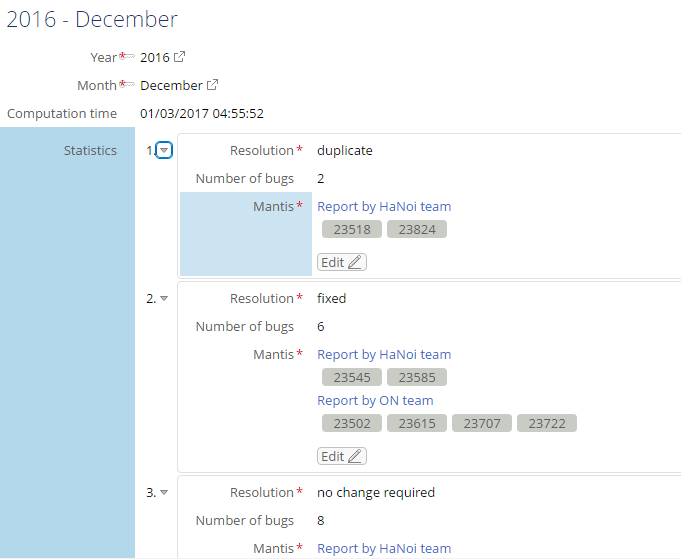 2016 - December
Year* 2016
Month* December
Computation time 01/03/2017 04:55:52
Statistics 1. Resolution* duplicate
Number of bugs 2
Mantis* Report by HaNoi team
23518 23824
Edit
2. Resolution* fixed
Number of bugs 6
Mantis* Report by HaNoi team
23545 23585
Report by ON team
23502 23615 23707 23722
Edit
3. Resolution* no change required
Number of bugs 8
Mantis* Report by HaNoi team